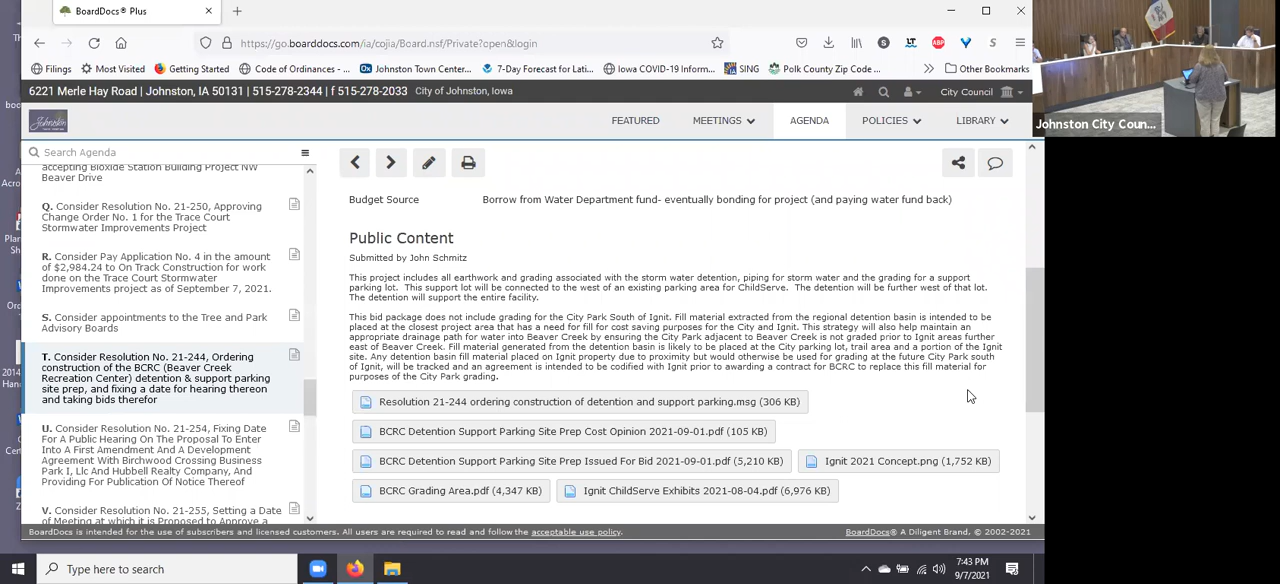 BoardDocs® Plus
https://go.boarddocs.com/ia/cojia/Board.nsf/Private?open&login
Filings Most Visited Getting Started Code of Ordinances -... Johnston Town Center... 7-Day Forecast for Lati... Iowa COVID-19 Inform... SING Polk County Zip Code ... Other Bookmarks
6221 Merle Hay Road | Johnston, IA 50131 | 515-278-2344 | f 515-278-2033 City of Johnston, Iowa City Council
Johnston
FEATURED MEETINGS AGENDA POLICIES LIBRARY
Search Agenda
accepting Bioxide Station Building Project NW
Beaver Drive
Q. Consider Resolution No. 21-250, Approving
Change Order No. 1 for the Trace Court
Stormwater Improvements Project
R. Consider Pay Application No. 4 in the amount
of $2,984.24 to On Track Construction for work
done on the Trace Court Stormwater
Improvements project as of September 7, 2021.
S. Consider appointments to the Tree and Park
Advisory Boards
T. Consider Resolution No. 21-244, Ordering
construction of the BCRC (Beaver Creek
Recreation Center) detention & support parking
site prep, and fixing a date for hearing thereon
and taking bids therefor
U. Consider Resolution No. 21-254, Fixing Date
For A Public Hearing On The Proposal To Enter
Into A First Amendment And A Development
Agreement With Birchwood Crossing Business
Park I, Llc And Hubbell Realty Company, And
Providing For Publication Of Notice Thereof
V. Consider Resolution No. 21-255, Setting a Date
of Meeting at which it is Proposed to Approve a
Budget Source Borrow from Water Department fund- eventually bonding for project (and paying water fund back)
Public Content
Submitted by John Schmitz
This project includes all earthwork and grading associated with the storm water detention, piping for storm water and the grading for a support
parking lot. This support lot will be connected to the west of an existing parking area for ChildServe. The detention will be further west of that lot.
The detention will support the entire facility.
This bid package does not include grading for the City Park South of Ignit. Fill material extracted from the regional detention basin is intended to be
placed at the closest project area that has a need for fill for cost saving purposes for the City and Ignit. This strategy will also help maintain an
appropriate drainage path for water into Beaver Creek by ensuring the City Park adjacent to Beaver Creek is not graded prior to Ignit areas further
east of Beaver Creek. Fill material generated from the detention basin is likely to be placed at the City parking lot, trail area and a portion of the Ignit
site. Any detention basin fill material placed on Ignit property due to proximity but would otherwise be used for grading at the future City Park south
of Ignit, will be tracked and an agreement is intended to be codified with Ignit prior to awarding a contract for BCRC to replace this fill material for
purposes of the City Park grading.
Resolution 21-244 ordering construction of detention and support parking.msg (306 KB)
BCRC Detention Support Parking Site Prep Cost Opinion 2021-09-01.pdf (105 KB)
BCRC Detention Support Parking Site Prep Issued For Bid 2021-09-01.pdf (5,210 KB) Ignit 2021 Concept.png (1,752 KB)
BCRC Grading Area.pdf (4,347 KB) Ignit ChildServe Exhibits 2021-08-04.pdf (6,976 KB)
BoardDocs is intended for the use of subscribers and licensed customers. All users are required to read and follow the acceptable use policy. BoardDocs® A Diligent Brand. © 2002-2021
Type here to search
7:43 PM
9/7/2021
Johnston City Coun...